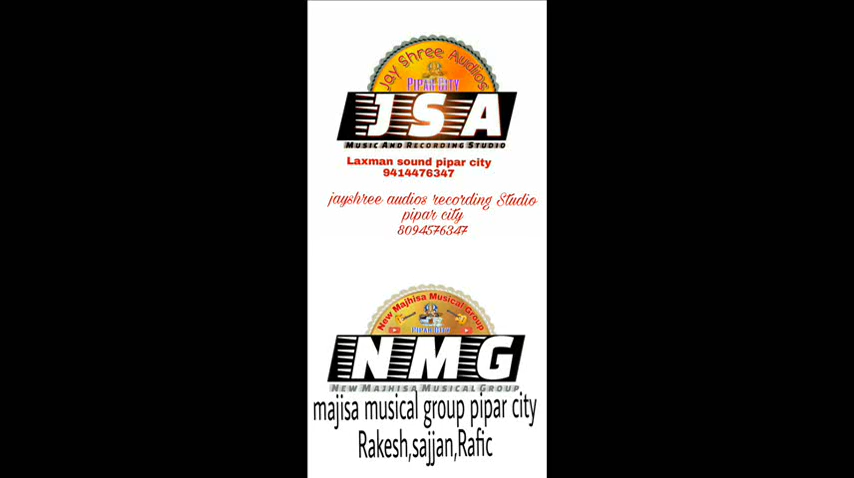 Jay Shree Audios
PIPAR CITY
JSA
MUSIC AND RECORDING STUDIO
Laxman sound pipar city
9414476347
jayshree audios recording Studio
pipar city
8094576347
New Majhisa Musical Group
PIPAR CITY
NMG
NEW MAJHISA MUSICAL GROUP
majisa musical group pipar city
Rakesh,sajjan,Rafic